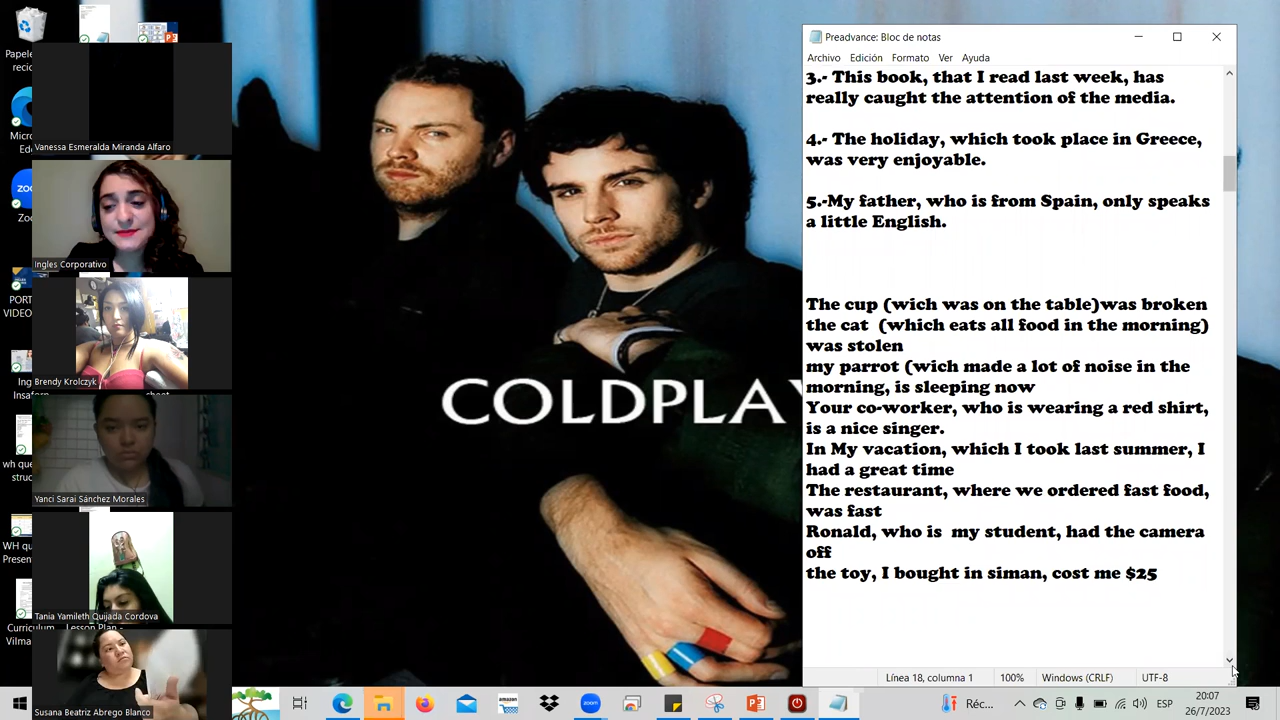 Vanessa Esmeralda Miranda Alfaro
Ingles Corporativo
Brendy Krolczyk
Yanci Sarai Sánchez Morales
Tania Yamileth Quijada Cordova
Susana Beatriz Abrego Blanco
COLDPLAY
Preadvance: Bloc de notas
Archivo Edición Formato Ver Ayuda
3.- This book, that I read last week, has
really caught the attention of the media.
4.- The holiday, which took place in Greece,
was very enjoyable.
5.-My father, who is from Spain, only speaks
a little English.
The cup (wich was on the table)was broken
the cat (which eats all food in the morning)
was stolen
my parrot (wich made a lot of noise in the
morning, is sleeping now
Your co-worker, who is wearing a red shirt,
is a nice singer.
In My vacation, which I took last summer, I
had a great time
The restaurant, where we ordered fast food,
was fast
Ronald, who is my student, had the camera
off
the toy, I bought in siman, cost me $25
Línea 18, columna 1 100% Windows (CRLF) UTF-8
Réc... ESP
20:07
26/7/2023